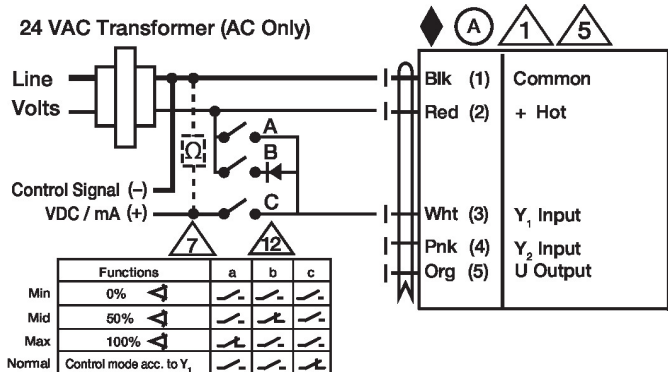 24 VAC Transformer (AC Only)
A 1 5
Line
Volts
Blk (1) Common
Red (2) + Hot
A
B
C
Ω
Control Signal (–)
VDC / mA (+)
Wht (3) Y₁ Input
Pnk (4) Y₂ Input
Org (5) U Output
7 12
Functions a b c
Min 0%
Mid 50%
Max 100%
Normal Control mode acc. to Y₁